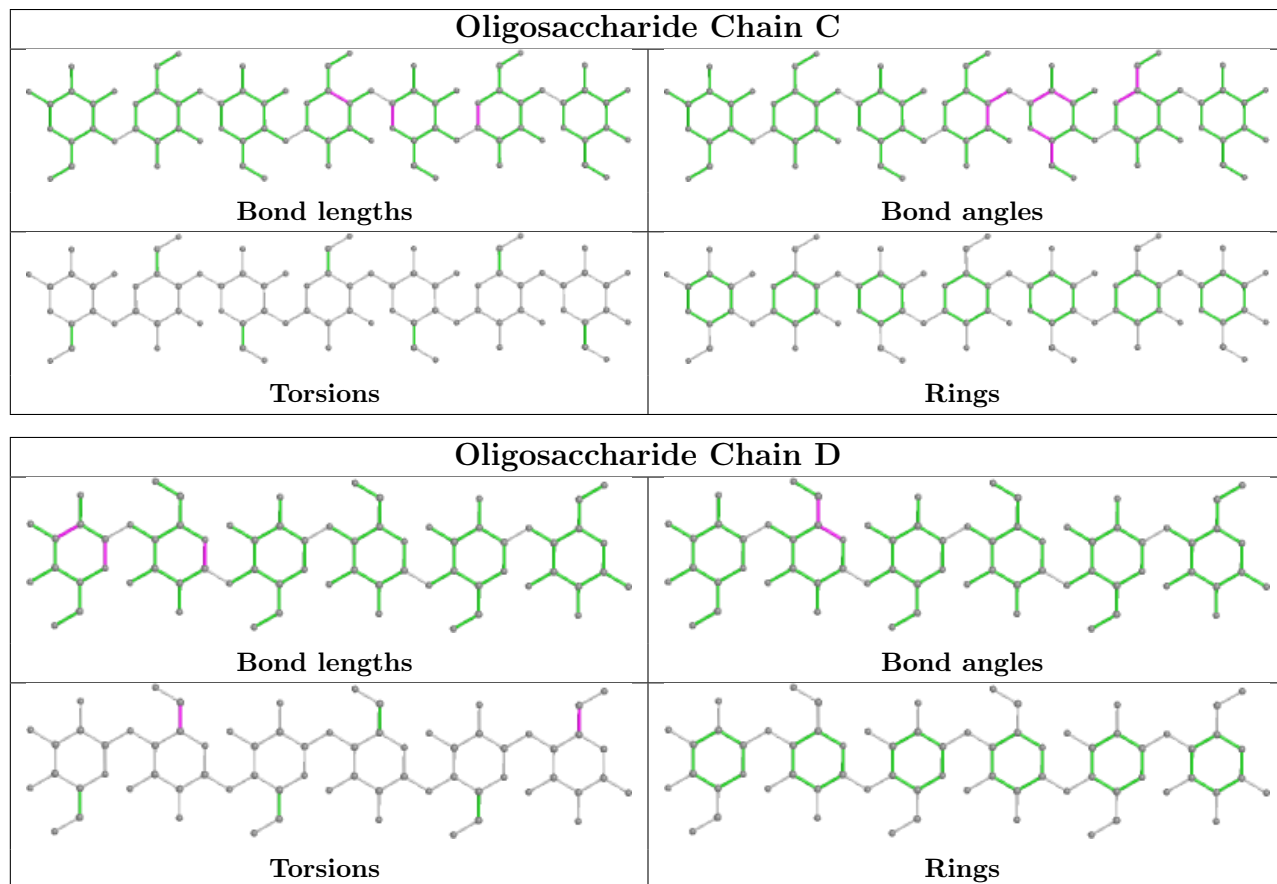 Oligosaccharide Chain C
Bond lengths
Bond angles
Torsions
Rings
Oligosaccharide Chain D
Bond lengths
Bond angles
Torsions
Rings